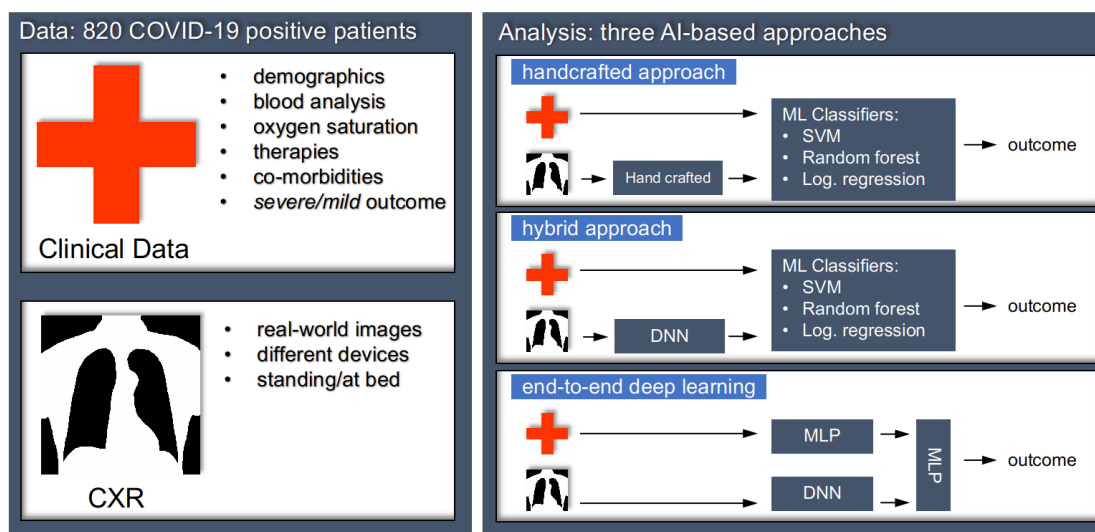 Data: 820 COVID-19 positive patients
• demographics
• blood analysis
• oxygen saturation
• therapies
• co-morbidities
• severe/mild outcome
Clinical Data
• real-world images
• different devices
• standing/at bed
CXR
Analysis: three AI-based approaches
handcrafted approach
Hand crafted
ML Classifiers:
• SVM
• Random forest
• Log. regression
outcome
hybrid approach
DNN
ML Classifiers:
• SVM
• Random forest
• Log. regression
outcome
end-to-end deep learning
MLP
DNN
MLP
outcome